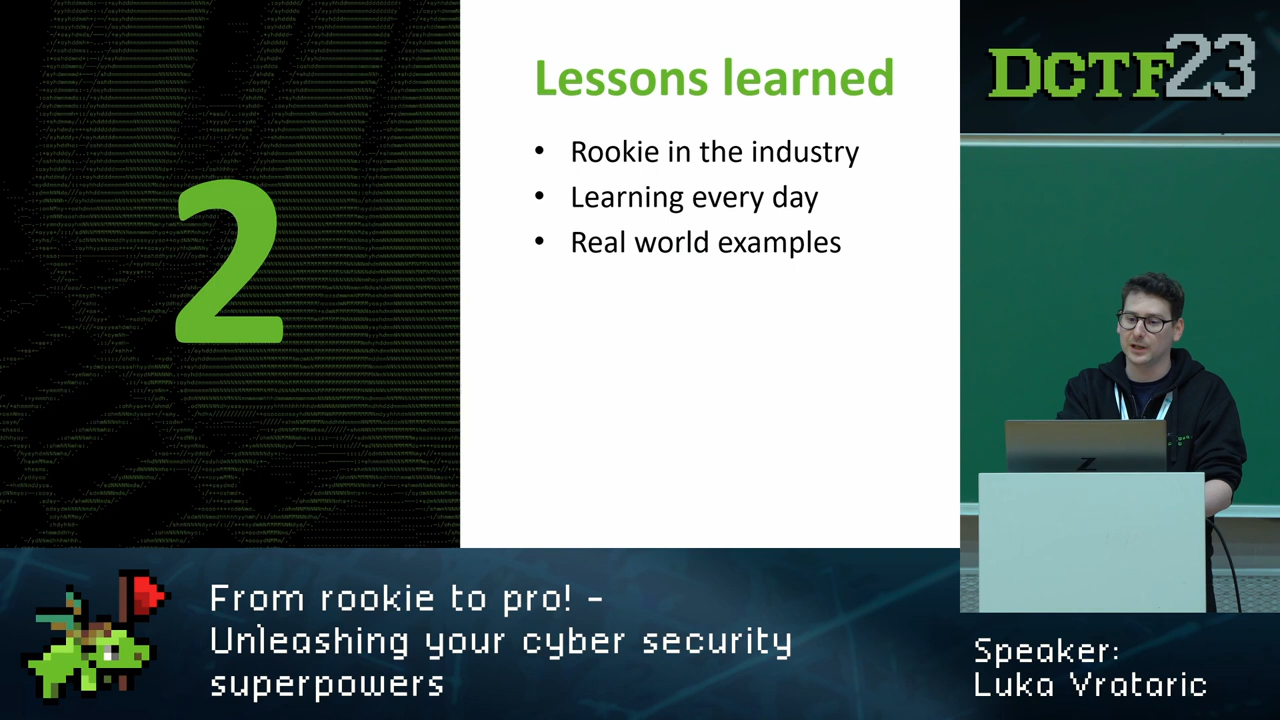 2
Lessons learned
• Rookie in the industry
• Learning every day
• Real world examples
DCTF23
From rookie to pro! -
Unleashing your cyber security
superpowers
Speaker:
Luka Vrataric